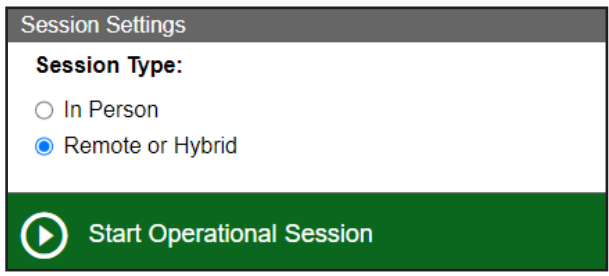 Session Settings
Session Type:
In Person
Remote or Hybrid
Start Operational Session